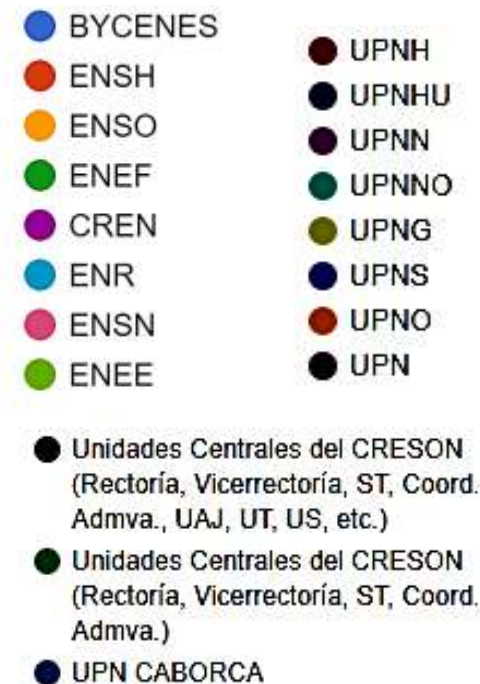 BYCENES
ENSH
ENSO
ENEF
CREN
ENR
ENSN
ENEE
UPNH
UPNHU
UPNN
UPNNO
UPNG
UPNS
UPNO
UPN
Unidades Centrales del CRESON
(Rectoría, Vicerrectoría, ST, Coord.
Admva., UAJ, UT, US, etc.)
Unidades Centrales del CRESON
(Rectoría, Vicerrectoría, ST, Coord.
Admva.)
UPN CABORCA